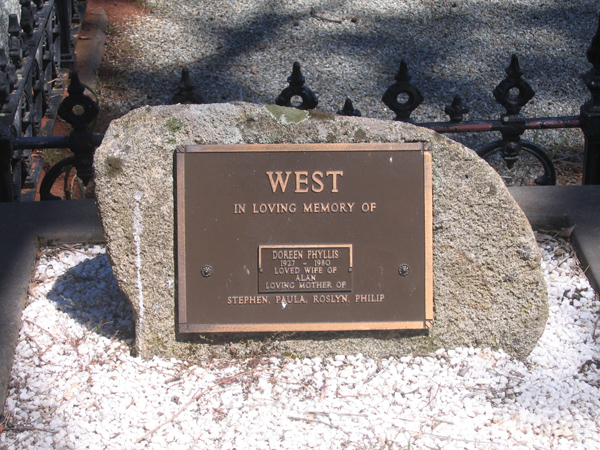 WEST
IN LOVING MEMORY OF
DOREEN PHYLLIS
1927 - 1980
LOVED WIFE OF
ALAN
LOVING MOTHER OF
STEPHEN, PAULA, ROSLYN, PHILIP